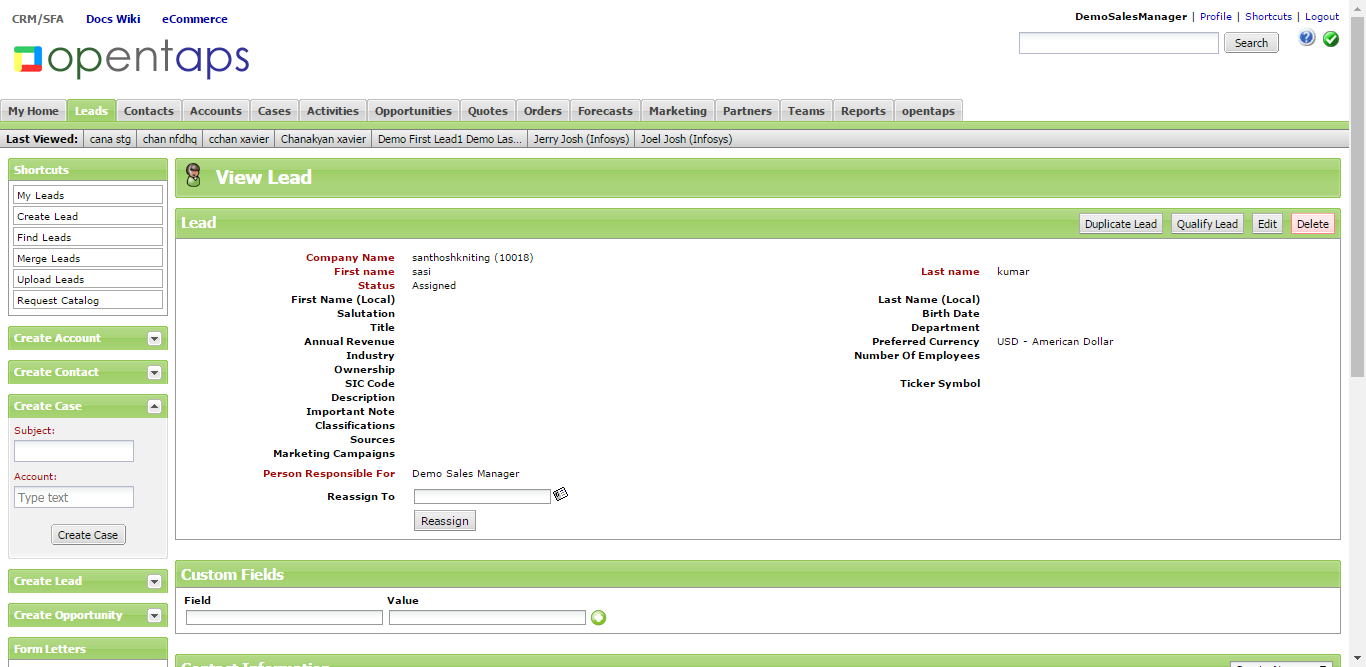 CRM/SFA Docs Wiki eCommerce
DemoSalesManager | Profile | Shortcuts | Logout
opentaps
Search
My Home Leads Contacts Accounts Cases Activities Opportunities Quotes Orders Forecasts Marketing Partners Teams Reports opentaps
Last Viewed: cana stg chan nfdhq cchan xavier Chanakyan xavier Demo First Lead1 Demo Las... Jerry Josh (Infosys) Joel Josh (Infosys)
Shortcuts
My Leads
Create Lead
Find Leads
Merge Leads
Upload Leads
Request Catalog
Create Account
Create Contact
Create Case
Subject:
Account:
Type text
Create Case
Create Lead
Create Opportunity
Form Letters
View Lead
Lead
Duplicate Lead Qualify Lead Edit Delete
Company Name santhoshkniting (10018)
First name sasi Last name kumar
Status Assigned
First Name (Local) Last Name (Local)
Salutation Birth Date
Title Department
Annual Revenue Preferred Currency USD - American Dollar
Industry Number Of Employees
Ownership
SIC Code Ticker Symbol
Description
Important Note
Classifications
Sources
Marketing Campaigns
Person Responsible For Demo Sales Manager
Reassign To
Reassign
Custom Fields
Field Value
Contact Information